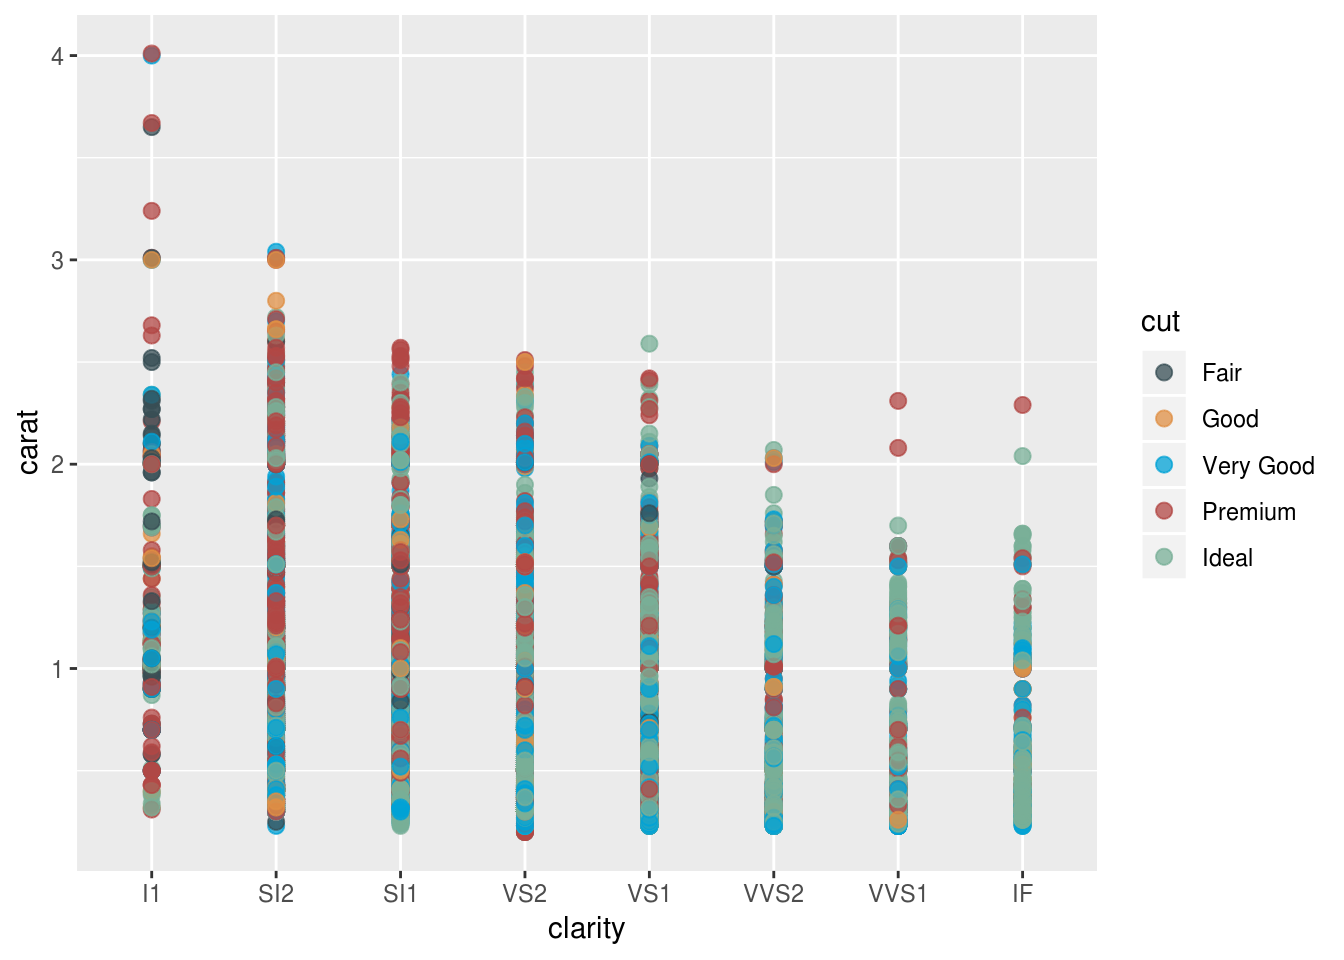 4
3
2
1
carat
I1 SI2 SI1 VS2 VS1 VVS2 VVS1 IF
clarity
cut
Fair
Good
Very Good
Premium
Ideal